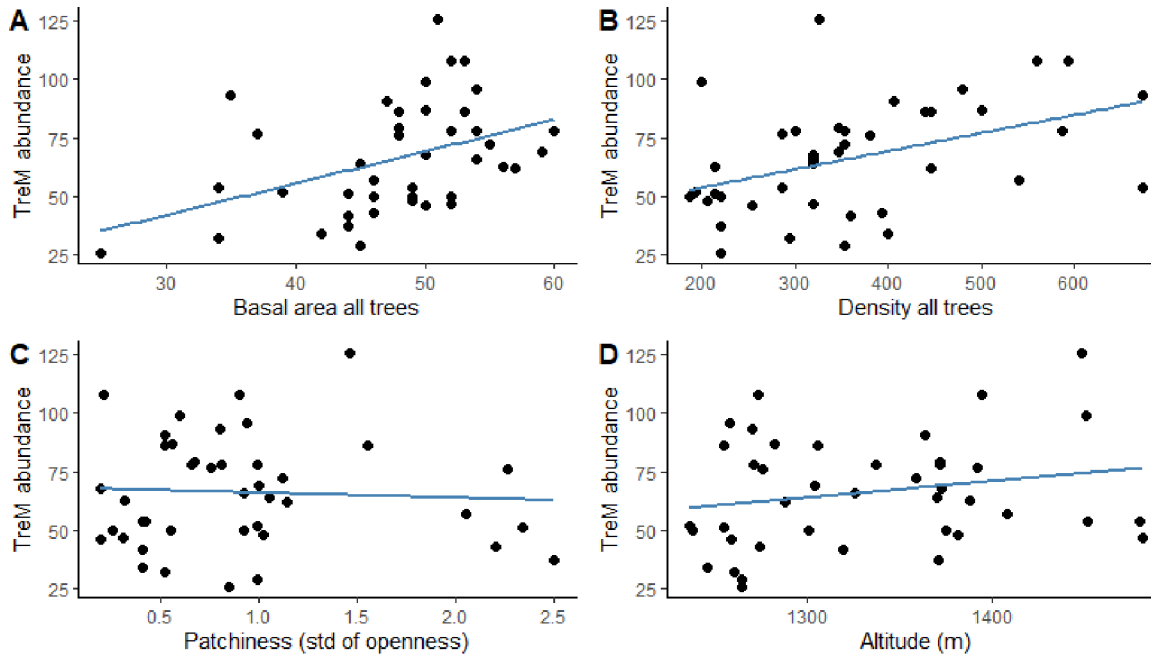 A
TreM abundance
125
100
75
50
25
30 40 50 60
Basal area all trees
B
TreM abundance
125
100
75
50
25
200 300 400 500 600
Density all trees
C
TreM abundance
125
100
75
50
25
0.5 1.0 1.5 2.0 2.5
Patchiness (std of openness)
D
TreM abundance
125
100
75
50
25
1300 1400
Altitude (m)